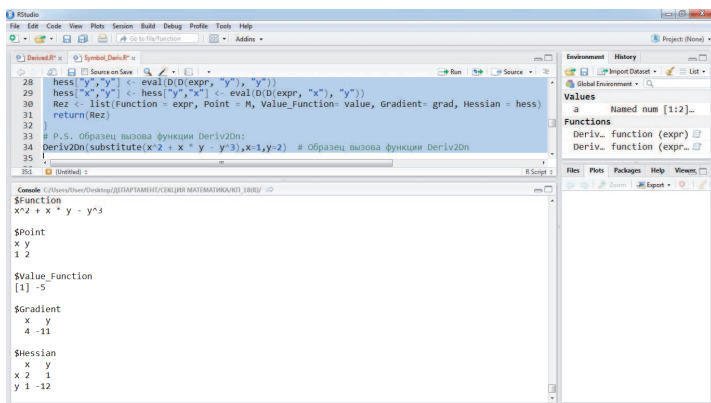 RStudio
File Edit Code View Plots Session Build Debug Profile Tools Help
Go to file/function Addins
Project: (None)
Derived.R* Symbol_Deriv.R*
Source on Save Run Source
28 hess["y","y"] <- eval(D(D(expr, "y"), "y"))
29 hess["x","y"] <- hess["y","x"] <- eval(D(D(expr, "x"), "y"))
30 Rez <- list(Function = expr, Point = M, Value_Function= value, Gradient= grad, Hessian = hess)
31 return(Rez)
32 }
33 # P.S. Образец вызова функции Deriv2Dn:
34 Deriv2Dn(substitute(x^2 + x * y - y^3),x=1,y=2) # Образец вызова функции Deriv2Dn
35
35:1 (Untitled) R Script
Console C:/Users/User/Desktop/ДЕПАРТАМЕНТ/СЕКЦИЯ МАТЕМАТИКА/КП_18(В)/
$Function
x^2 + x * y - y^3
$Point
x y
1 2
$Value_Function
[1] -5
$Gradient
x y
4 -11
$Hessian
x y
x 2 1
y 1 -12
Environment History
Import Dataset List
Global Environment
Values
a Named num [1:2]…
Functions
Deriv… function (expr)
Deriv… function (expr…
Files Plots Packages Help Viewer
Zoom Export